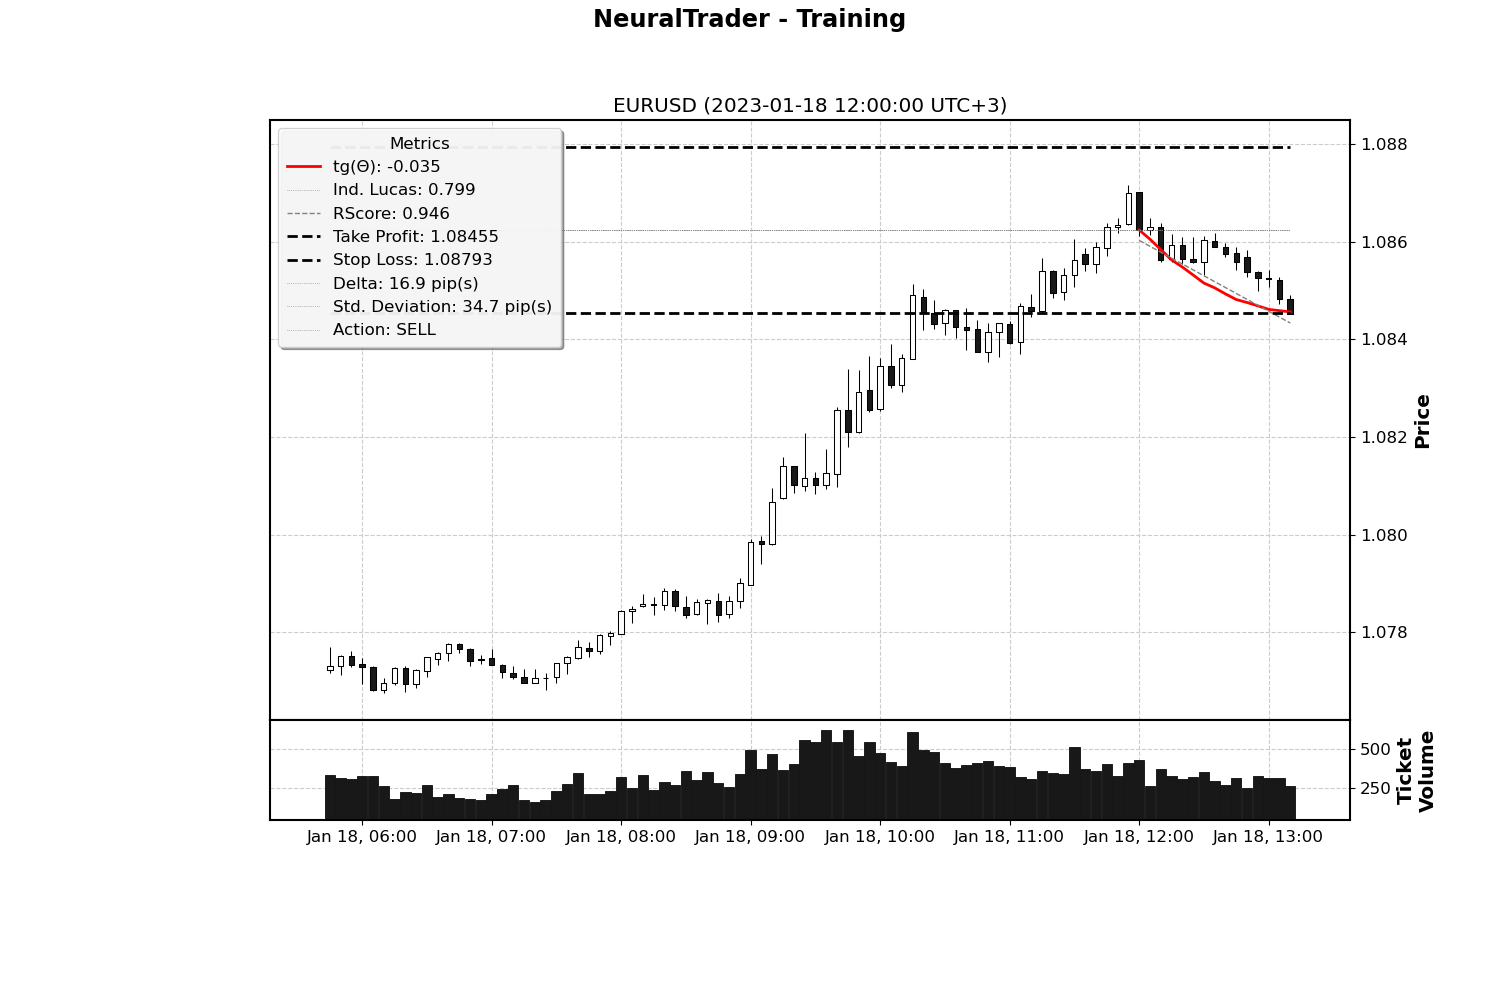 NeuralTrader - Training
EURUSD (2023-01-18 12:00:00 UTC+3)
Metrics
tg(Θ): -0.035
Ind. Lucas: 0.799
RScore: 0.946
Take Profit: 1.08455
Stop Loss: 1.08793
Delta: 16.9 pip(s)
Std. Deviation: 34.7 pip(s)
Action: SELL
1.088
1.086
1.084
1.082
1.080
1.078
Price
500
250
Ticket
Volume
Jan 18, 06:00
Jan 18, 07:00
Jan 18, 08:00
Jan 18, 09:00
Jan 18, 10:00
Jan 18, 11:00
Jan 18, 12:00
Jan 18, 13:00